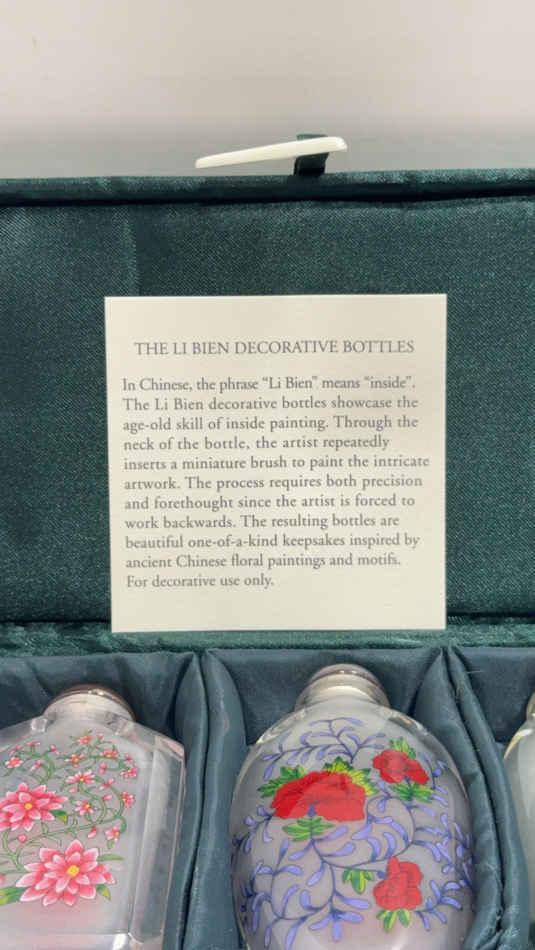 THE LI BIEN DECORATIVE BOTTLES
In Chinese, the phrase “Li Bien” means “inside”.
The Li Bien decorative bottles showcase the
age-old skill of inside painting. Through the
neck of the bottle, the artist repeatedly
inserts a miniature brush to paint the intricate
artwork. The process requires both precision
and forethought since the artist is forced to
work backwards. The resulting bottles are
beautiful one-of-a-kind keepsakes inspired by
ancient Chinese floral paintings and motifs.
For decorative use only.